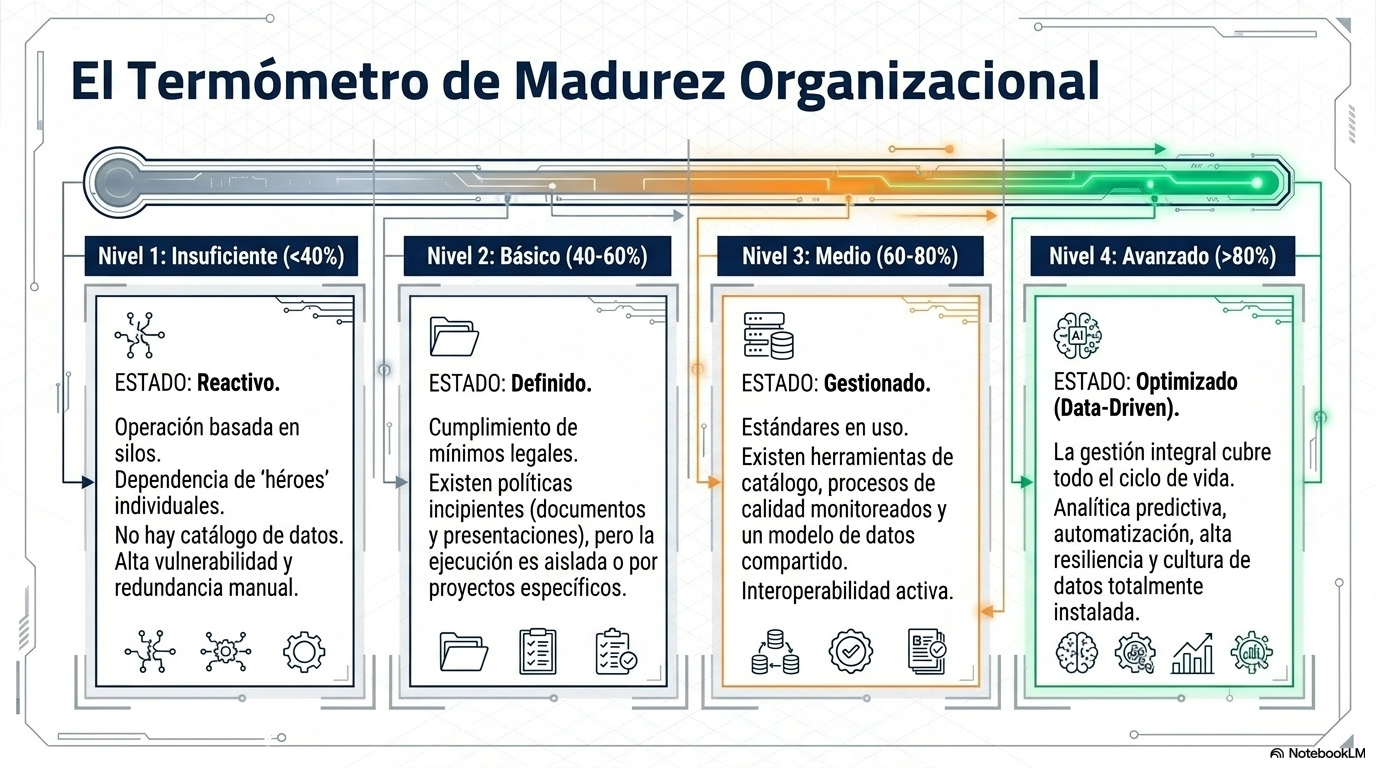 El Termómetro de Madurez Organizacional
Nivel 1: Insuficiente (<40%)
ESTADO: Reactivo.
Operación basada en
silos.
Dependencia de ‘héroes’
individuales.
No hay catálogo de datos.
Alta vulnerabilidad y
redundancia manual.
Nivel 2: Básico (40-60%)
ESTADO: Definido.
Cumplimiento de
mínimos legales.
Existen políticas
incipientes (documentos
y presentaciones), pero la
ejecución es aislada o por
proyectos específicos.
Nivel 3: Medio (60-80%)
ESTADO: Gestionado.
Estándares en uso.
Existen herramientas de
catálogo, procesos de
calidad monitoreados y
un modelo de datos
compartido.
Interoperabilidad activa.
Nivel 4: Avanzado (>80%)
AI
ESTADO: Optimizado
(Data-Driven).
La gestión integral cubre
todo el ciclo de vida.
Analítica predictiva,
automatización, alta
resiliencia y cultura de
datos totalmente
instalada.
NotebookLM